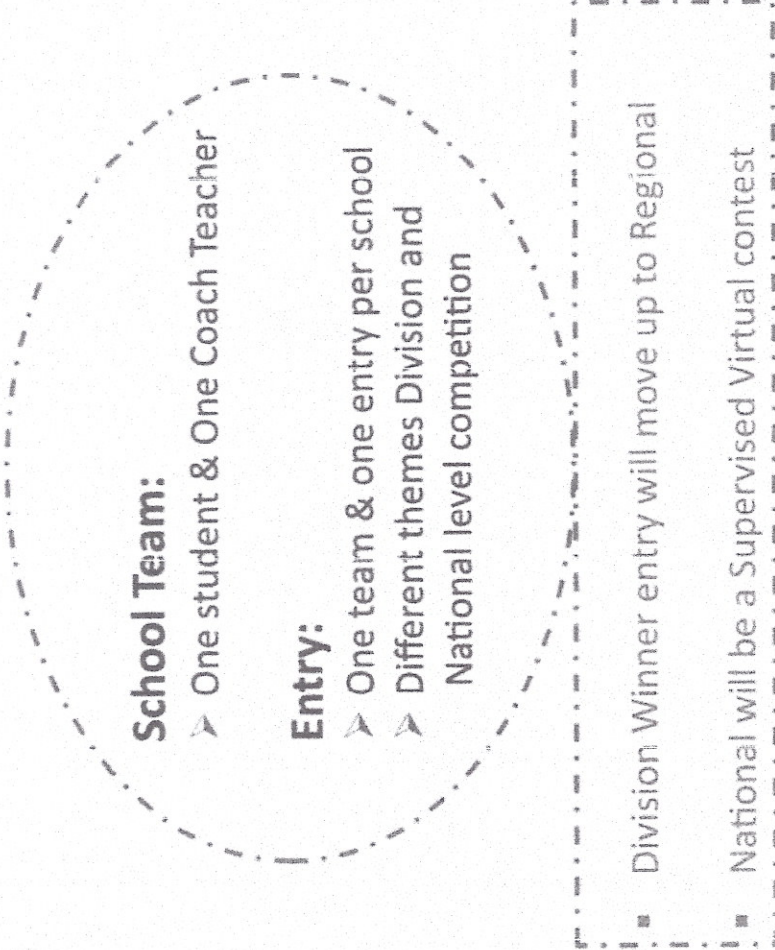 School Team:
➤ One student & One Coach Teacher
Entry:
➤ One team & one entry per school
➤ Different themes Division and
National level competition
▪ Division Winner entry will move up to Regional
▪ National will be a Supervised Virtual contest